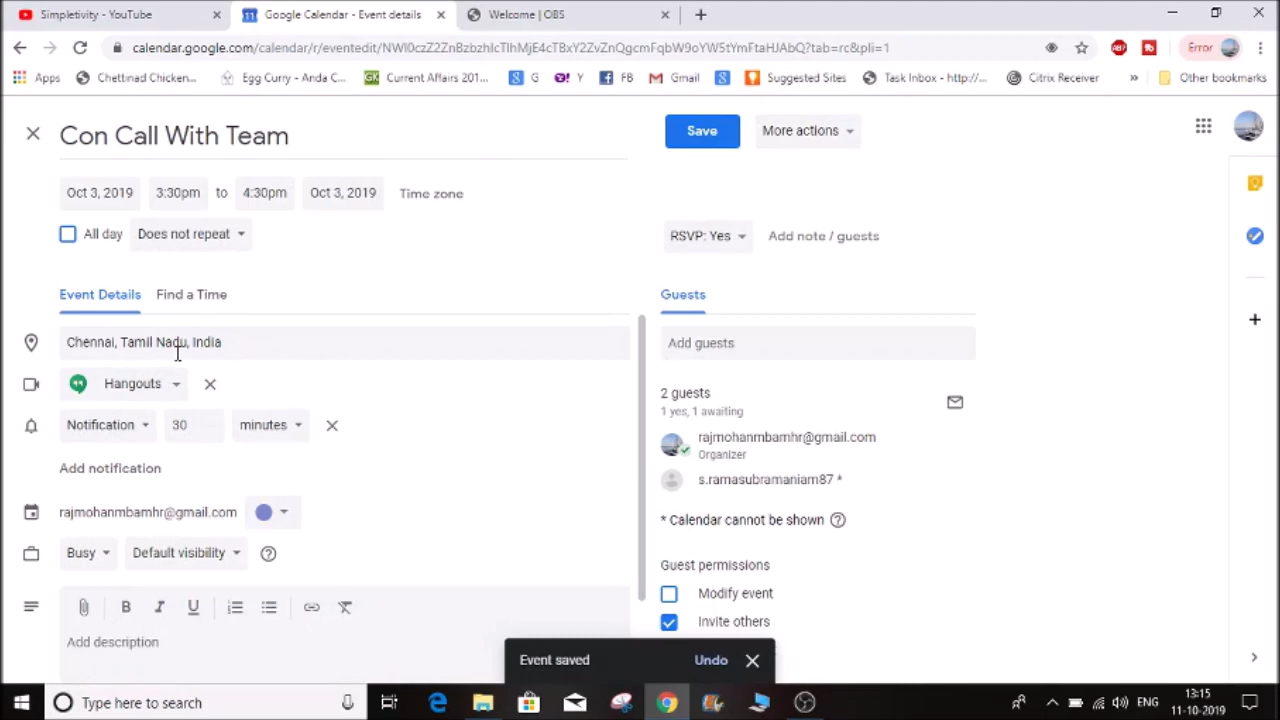 Simpletivity - YouTube
Google Calendar - Event details
Welcome | OBS
calendar.google.com/calendar/r/eventedit/NWl0czZ2ZnBzbzhlcTlhMjE4cTBxY2ZvZnQgcmFqbW9oYW5tYmFtaHJAbQ?tab=rc&pli=1
ABP
Error
Apps
Chettinad Chicken...
Egg Curry - Anda C...
GK
Current Affairs 201...
G
Y
FB
Gmail
Suggested Sites
Task Inbox - http://...
Citrix Receiver
»
Other bookmarks
Con Call With Team
Save
More actions
Oct 3, 2019
3:30pm
to
4:30pm
Oct 3, 2019
Time zone
All day
Does not repeat
RSVP: Yes
Add note / guests
Event Details
Find a Time
Guests
Chennai, Tamil Nadu, India
Add guests
Hangouts
2 guests
1 yes, 1 awaiting
Notification
30
minutes
rajmohanmbamhr@gmail.com
Organizer
Add notification
s.ramasubramaniam87 *
rajmohanmbamhr@gmail.com
* Calendar cannot be shown
Busy
Default visibility
Guest permissions
Modify event
B I U
Invite others
Add description
Event saved
Undo
Type here to search
ENG
13:15
11-10-2019